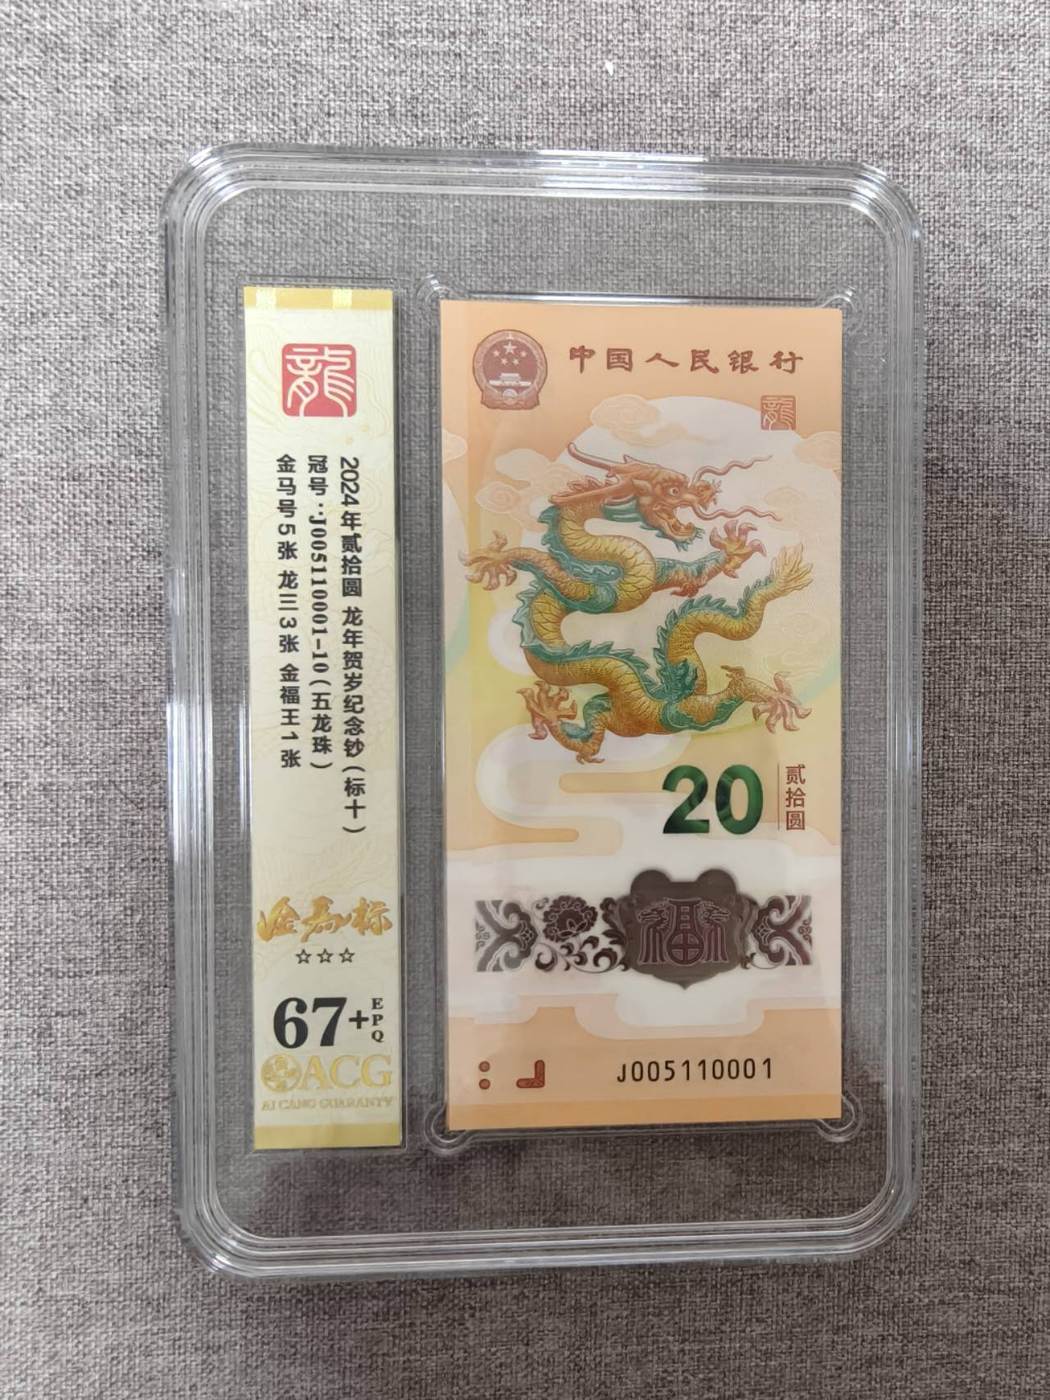 龍
2024年贰拾圆 龙年贺岁纪念钞(标十)
冠号:J005110001-10(五龙珠)
金马号5张 龙三3张 金福王1张
金马标
☆☆☆
67+EPQ
ACG
AI CANG GUARANTY
中国人民银行
龍
20
贰拾圆
福
J005110001